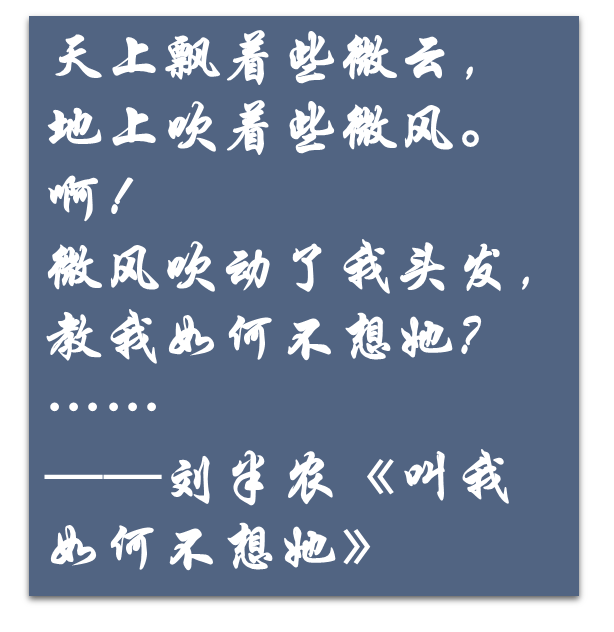 天上飘着些微云，
地上吹着些微风。
啊！
微风吹动了我头发，
教我如何不想她？
……
——刘半农《叫我
如何不想她》